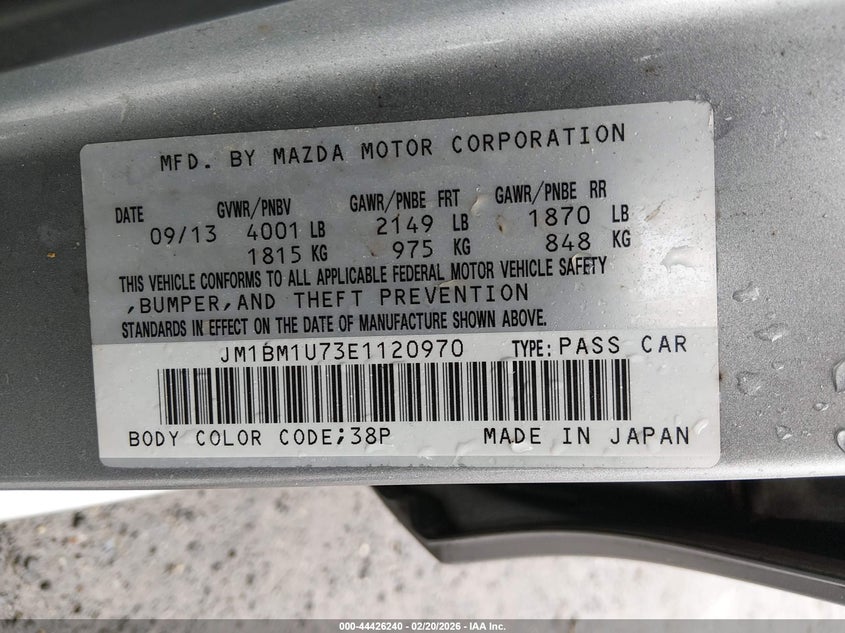 MFD. BY MAZDA MOTOR CORPORATION
DATE GVWR/PNBV GAWR/PNBE FRT GAWR/PNBE RR
09/13 4001 LB 2149 LB 1870 LB
1815 KG 975 KG 848 KG
THIS VEHICLE CONFORMS TO ALL APPLICABLE FEDERAL MOTOR VEHICLE SAFETY
,BUMPER,AND THEFT PREVENTION
STANDARDS IN EFFECT ON THE DATE OF MANUFACTURE SHOWN ABOVE.
JM1BM1U73E1120970 TYPE: PASS CAR
BODY COLOR CODE;38P MADE IN JAPAN
000-44426240 - 02/20/2026 - IAA Inc.